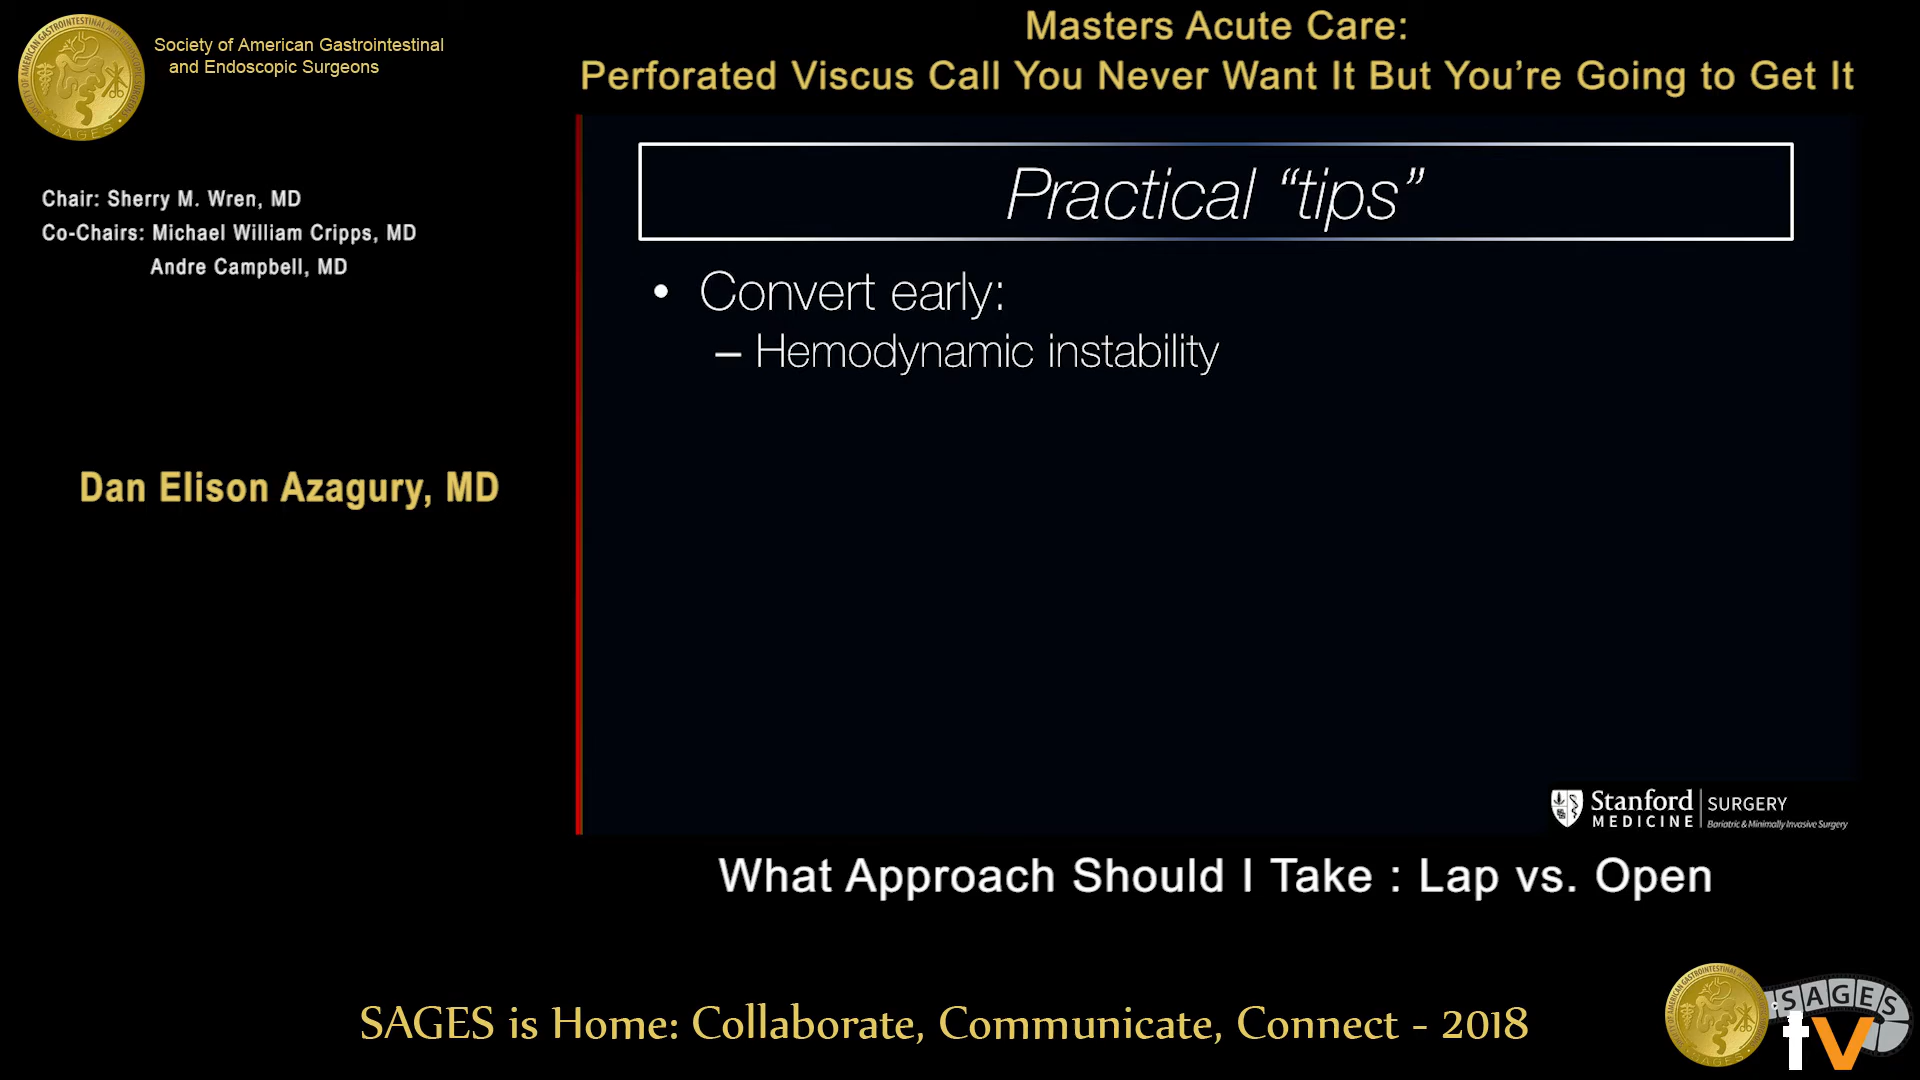 Society of American Gastrointestinal
and Endoscopic Surgeons
Masters Acute Care:
Perforated Viscus Call You Never Want It But You’re Going to Get It
Chair: Sherry M. Wren, MD
Co-Chairs: Michael William Cripps, MD
Andre Campbell, MD
Dan Elison Azagury, MD
Practical “tips”
• Convert early:
– Hemodynamic instability
Stanford MEDICINE
SURGERY
Bariatric & Minimally Invasive Surgery
What Approach Should I Take : Lap vs. Open
SAGES is Home: Collaborate, Communicate, Connect - 2018
SAGES
tv